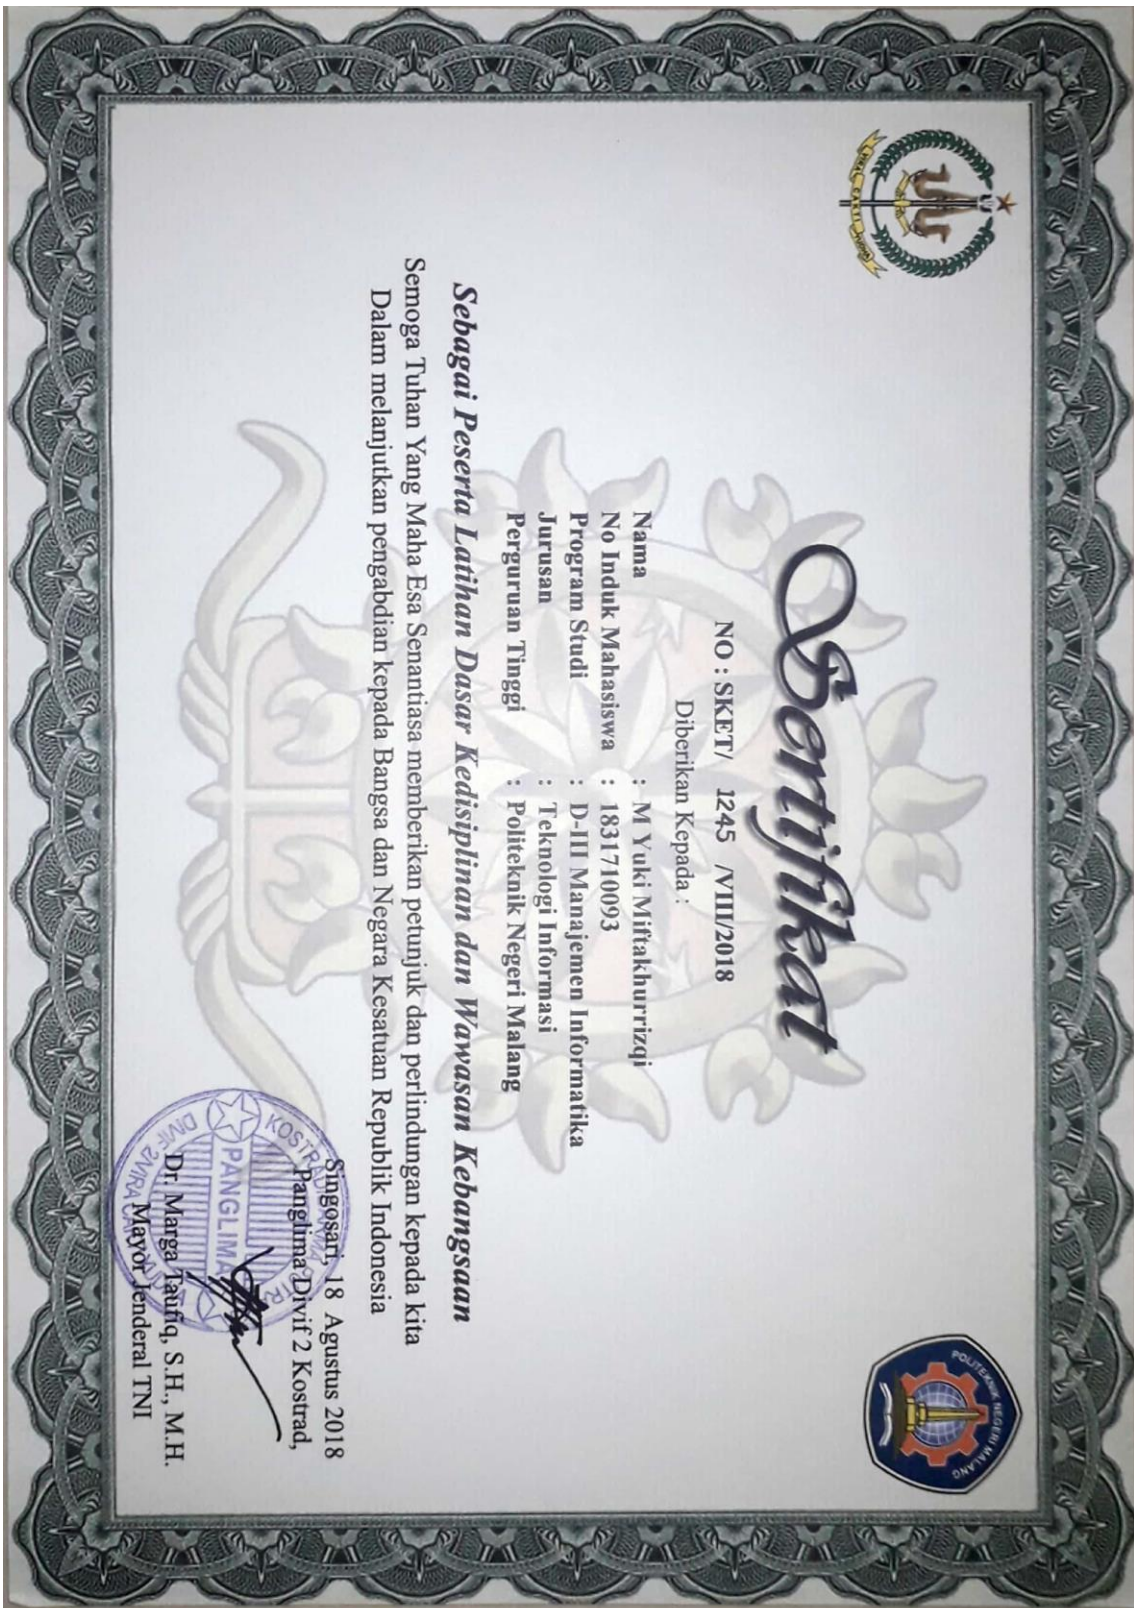 Sertifikat
NO : SKET/ 1245 /VIII/2018
Diberikan Kepada :
Nama : M Yuki Miftakhurrizqi
No Induk Mahasiswa : 1831710093
Program Studi : D-III Manajemen Informatika
Jurusan : Teknologi Informasi
Perguruan Tinggi : Politeknik Negeri Malang
Sebagai Peserta Latihan Dasar Kedisiplinan dan Wawasan Kebangsaan
Semoga Tuhan Yang Maha Esa Senantiasa memberikan petunjuk dan perlindungan kepada kita
Dalam melanjutkan pengabdian kepada Bangsa dan Negara Kesatuan Republik Indonesia
Singosari, 18 Agustus 2018
Panglima Divif 2 Kostrad,
Dr. Marga Taufiq, S.H., M.H.
Mayor Jenderal TNI
POLITEKNIK NEGERI MALANG
PANGLIMA
KOSTRAD
DIVIF 2